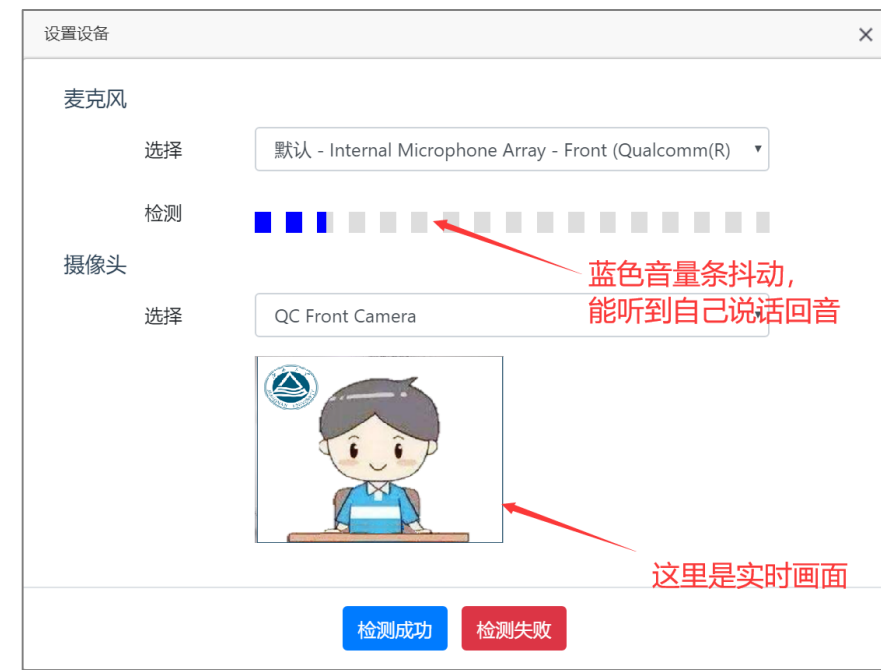 设置设备
×
麦克风
选择
默认 - Internal Microphone Array - Front (Qualcomm(R)
检测
蓝色音量条抖动,
能听到自己说话回音
摄像头
选择
QC Front Camera
这里是实时画面
检测成功
检测失败